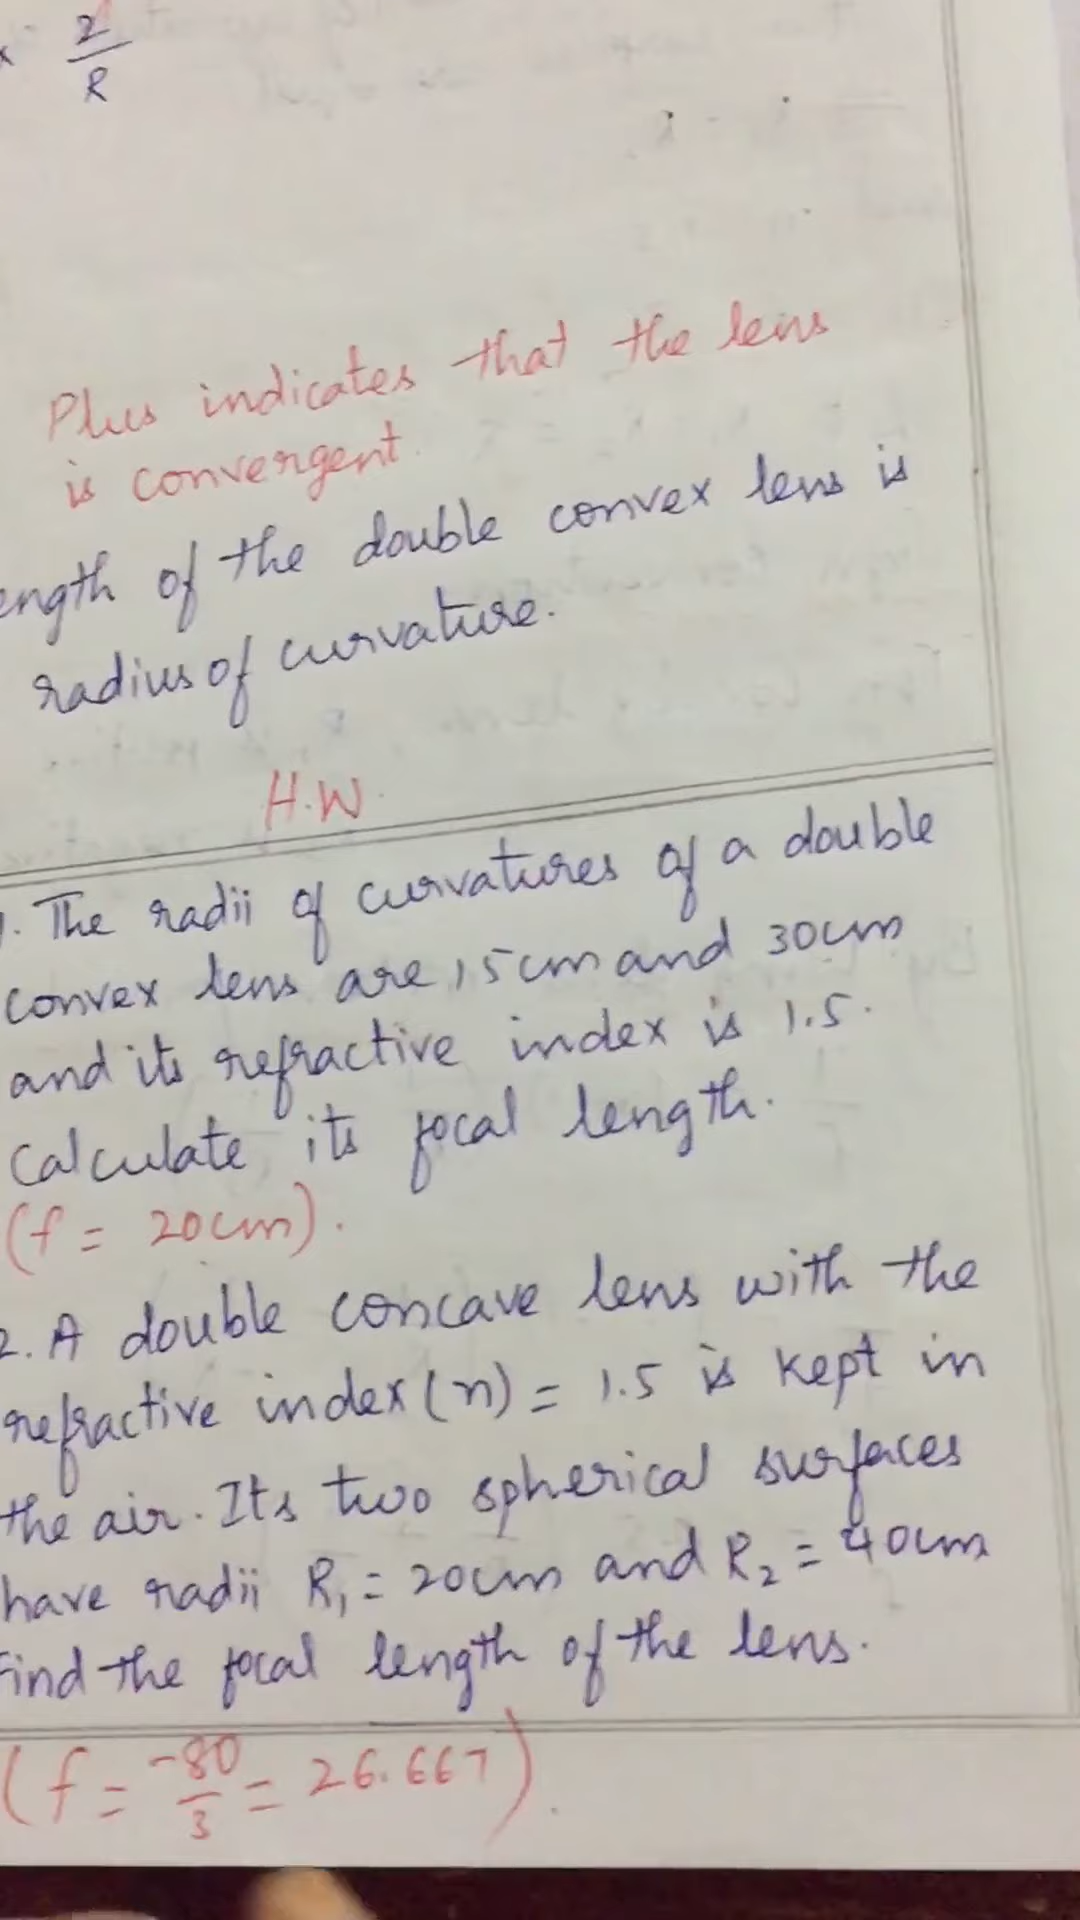 x 2/R
Plus indicates that the lens
is convergent.
ength of the double convex lens is
radius of curvature.
H.W
1. The radii of curvatures of a double
convex lens are 15cm and 30cm
and its refractive index is 1.5.
Calculate its focal length.
(f = 20cm).
2. A double concave lens with the
refractive index (n) = 1.5 is kept in
the air. Its two spherical surfaces
have radii R₁ = 20cm and R₂ = 40cm
Find the focal length of the lens.
(f = -80/3 = 26.667).